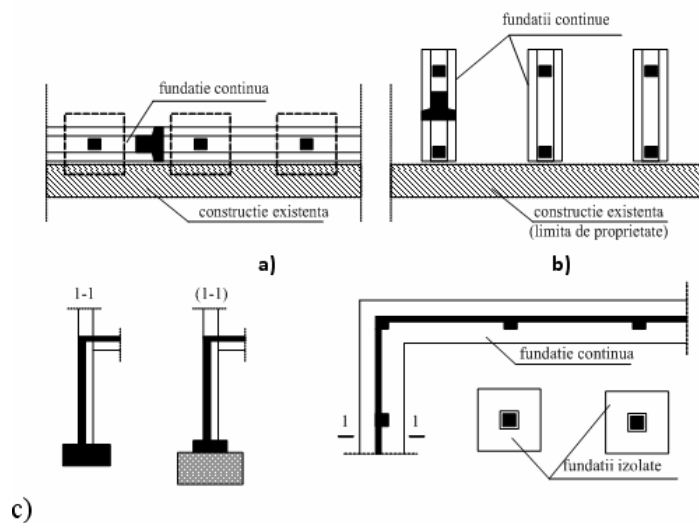 fundatie continua
constructie existenta
a)
fundatii continue
constructie existenta
(limita de proprietate)
b)
1-1
(1-1)
fundatie continua
1
1
fundatii izolate
c)